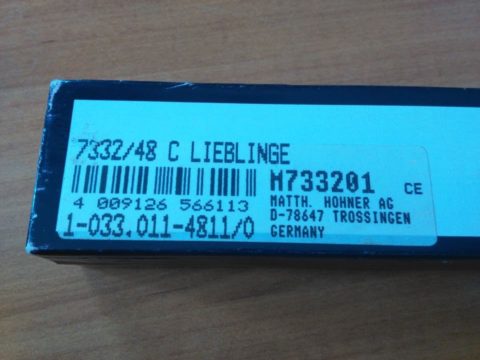 7332/48 C LIEBLINGE
4 009126 566113
1-033.011-4811/0
M733201 CE
MATTH. HOHNER AG
D-78647 TROSSINGEN
GERMANY